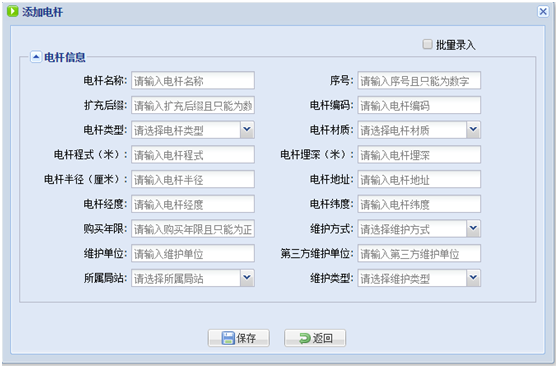 添加电杆
批量录入
电杆信息
电杆名称: 请输入电杆名称 序号: 请输入序号且只能为数字
扩充后缀: 请输入扩充后缀且只能为数 电杆编码: 请输入电杆编码
电杆类型: 请选择电杆类型 电杆材质: 请选择电杆材质
电杆程式（米）: 请输入电杆程式 电杆埋深（米）: 请输入电杆埋深
电杆半径（厘米）: 请输入电杆半径 电杆地址: 请输入电杆地址
电杆经度: 请输入电杆经度 电杆纬度: 请输入电杆纬度
购买年限: 请输入购买年限且只能为正 维护方式: 请选择维护方式
维护单位: 请输入维护单位 第三方维护单位: 请输入第三方维护单位
所属局站: 请选择所属局站 维护类型: 请选择维护类型
保存 返回